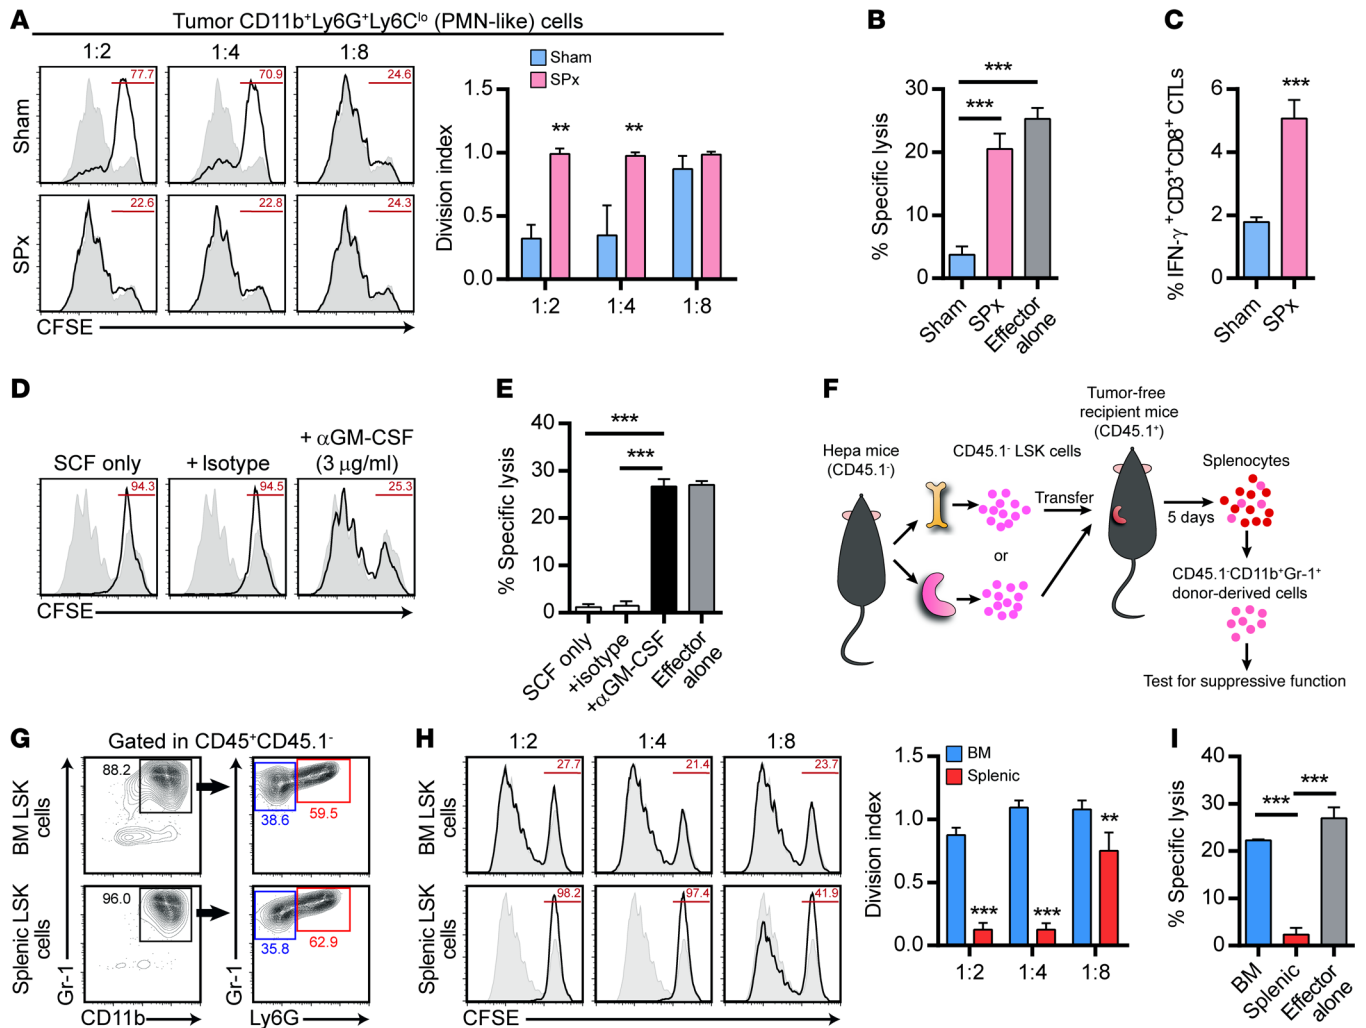 A
Tumor CD11b⁺Ly6G⁺Ly6Cˡᵒ (PMN-like) cells
1:2 1:4 1:8
Sham
77.7 70.9 24.6
SPx
22.6 22.8 24.3
CFSE
Sham
SPx
Division index
1.5
1.0
0.5
0.0
** **
1:2 1:4 1:8
B
% Specific lysis
30
20
10
0
***
***
Sham
SPx
Effector
alone
C
% IFN-γ⁺CD3⁺CD8⁺ CTLs
6
4
2
0
***
Sham
SPx
D
SCF only
+ Isotype
+ αGM-CSF
(3 μg/ml)
94.3 94.5 25.3
CFSE
E
% Specific lysis
40
30
20
10
0
***
***
SCF only
+isotype
+αGM-CSF
Effector
alone
F
Hepa mice
(CD45.1⁻)
CD45.1⁻ LSK cells
or
Transfer
Tumor-free
recipient mice
(CD45.1⁺)
5 days
Splenocytes
CD45.1⁻CD11b⁺Gr-1⁺
donor-derived cells
Test for suppressive function
G
Gated in CD45⁺CD45.1⁻
BM LSK
cells
88.2
38.6
59.5
Splenic LSK
cells
96.0
35.8
62.9
Gr-1
Gr-1
CD11b
Ly6G
H
1:2 1:4 1:8
BM LSK
cells
27.7 21.4 23.7
Splenic LSK
cells
98.2 97.4 41.9
CFSE
BM
Splenic
Division index
1.5
1.0
0.5
0.0
*** *** **
1:2 1:4 1:8
I
% Specific lysis
40
30
20
10
0
***
***
BM
Splenic
Effector
alone